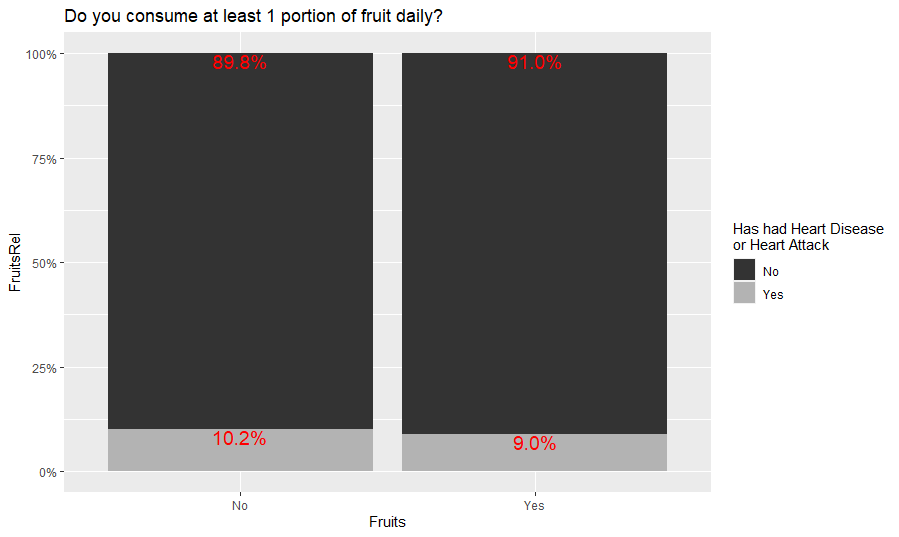 Do you consume at least 1 portion of fruit daily?
FruitsRel
100%
75%
50%
25%
0%
89.8%
91.0%
10.2%
9.0%
No
Yes
Fruits
Has had Heart Disease
or Heart Attack
No
Yes